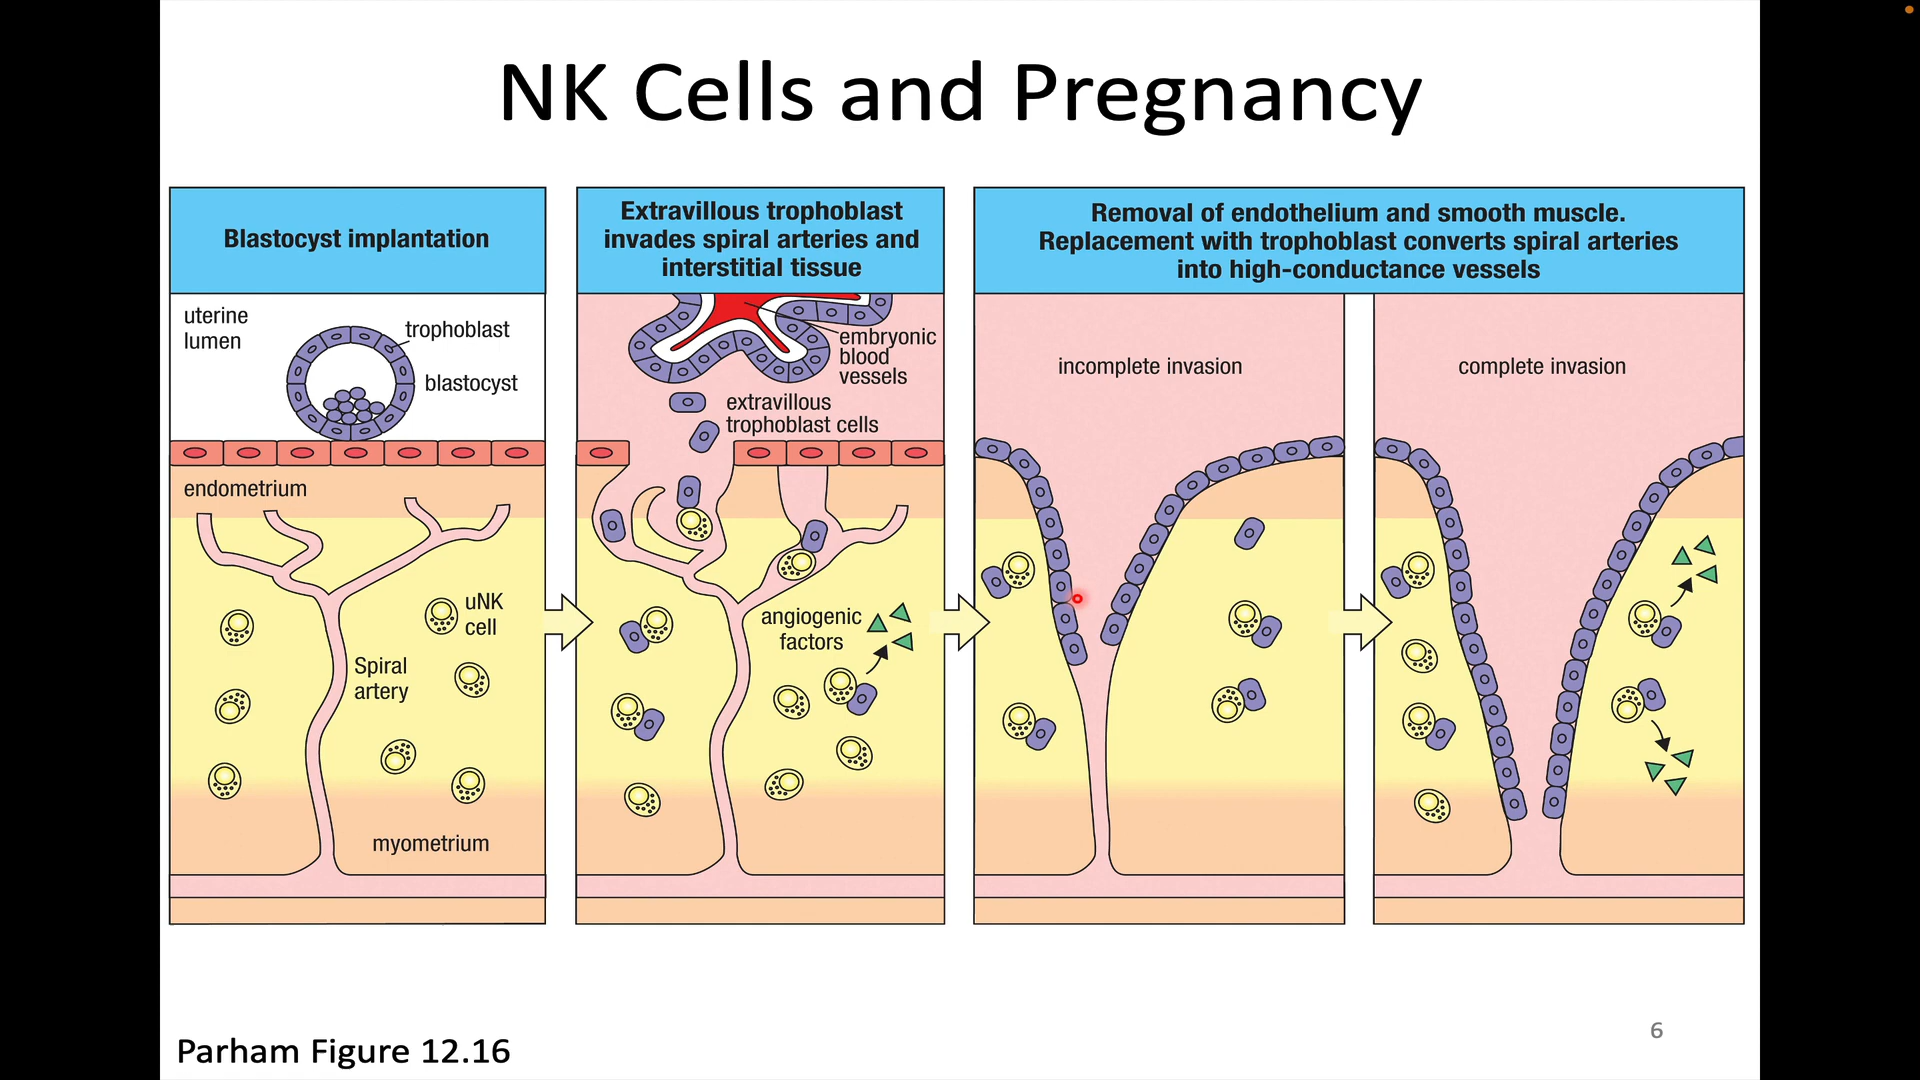 NK Cells and Pregnancy
Blastocyst implantation
uterine
lumen
trophoblast
blastocyst
endometrium
uNK
cell
Spiral
artery
myometrium
Extravillous trophoblast
invades spiral arteries and
interstitial tissue
embryonic
blood
vessels
extravillous
trophoblast cells
angiogenic
factors
Removal of endothelium and smooth muscle.
Replacement with trophoblast converts spiral arteries
into high-conductance vessels
incomplete invasion
complete invasion
Parham Figure 12.16
6